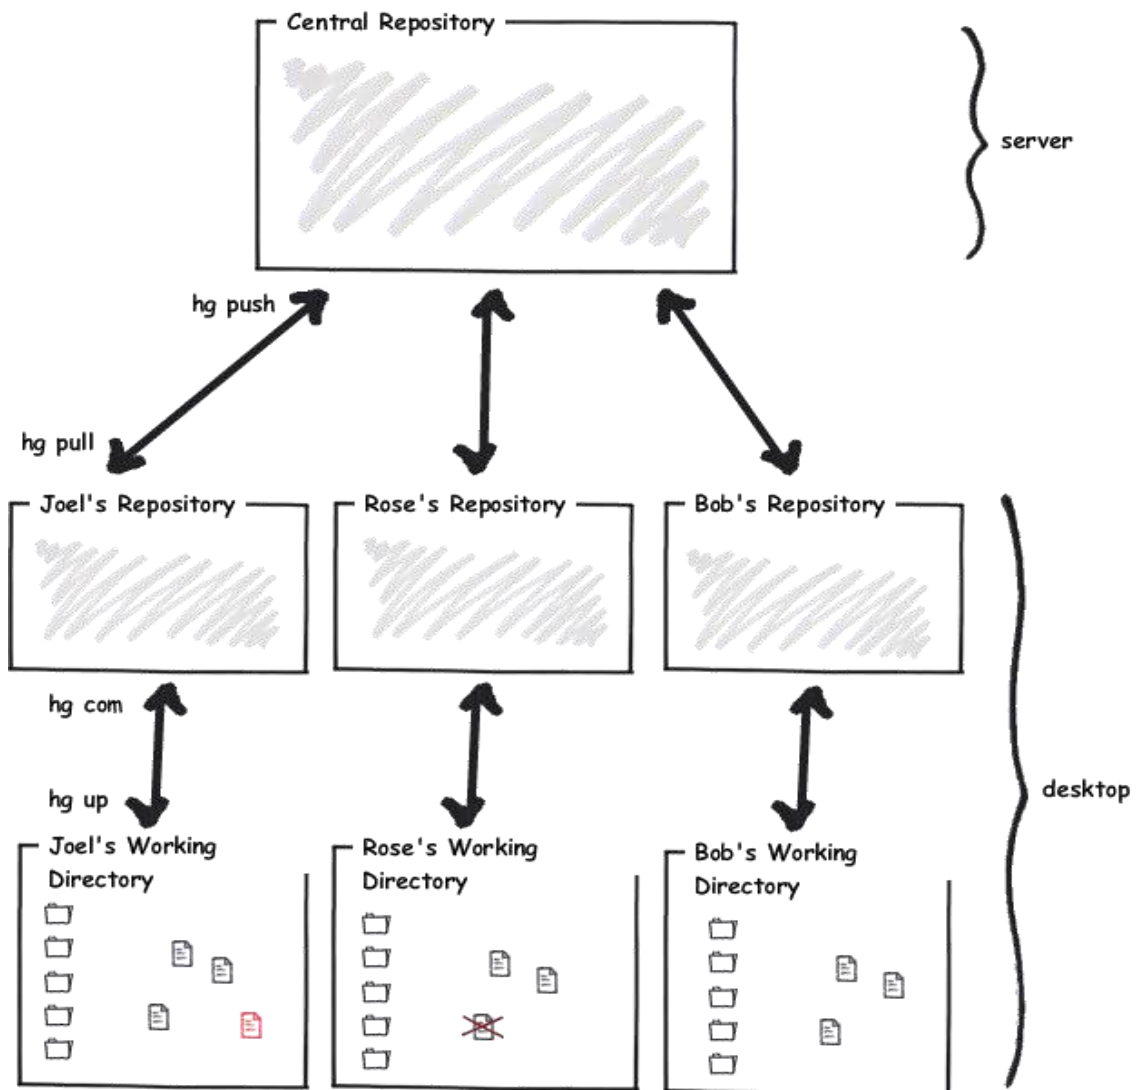 Central Repository
server
hg push
hg pull
Joel's Repository
Rose's Repository
Bob's Repository
hg com
hg up
desktop
Joel's Working
Directory
Rose's Working
Directory
Bob's Working
Directory